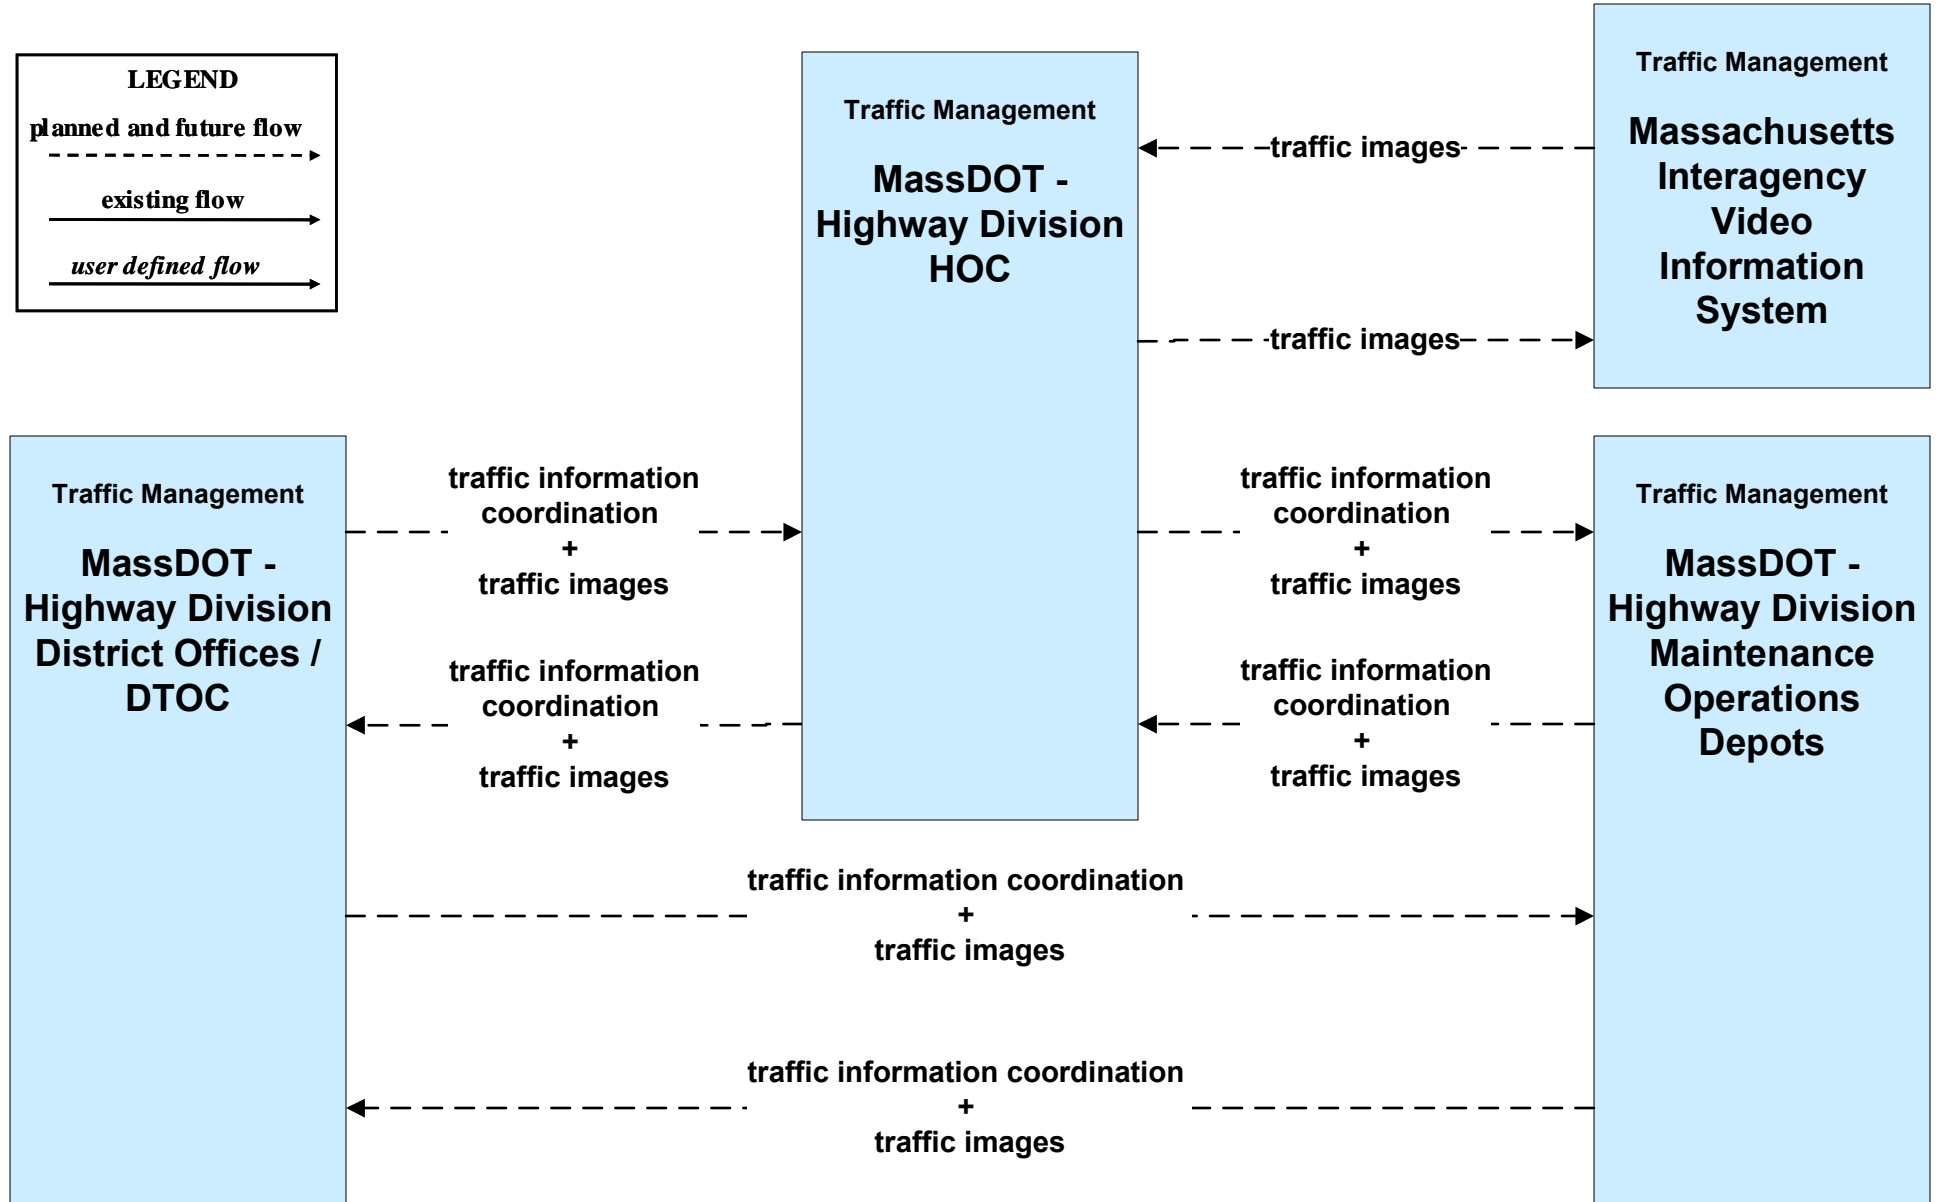 LEGEND
planned and future flow
existing flow
user defined flow
Traffic Management
MassDOT -
Highway Division
HOC
Traffic Management
Massachusetts
Interagency
Video
Information
System
traffic images
traffic images
Traffic Management
MassDOT -
Highway Division
District Offices /
DTOC
traffic information
coordination
+
traffic images
traffic information
coordination
+
traffic images
traffic information
coordination
+
traffic images
traffic information
coordination
+
traffic images
Traffic Management
MassDOT -
Highway Division
Maintenance
Operations
Depots
traffic information coordination
+
traffic images
traffic information coordination
+
traffic images